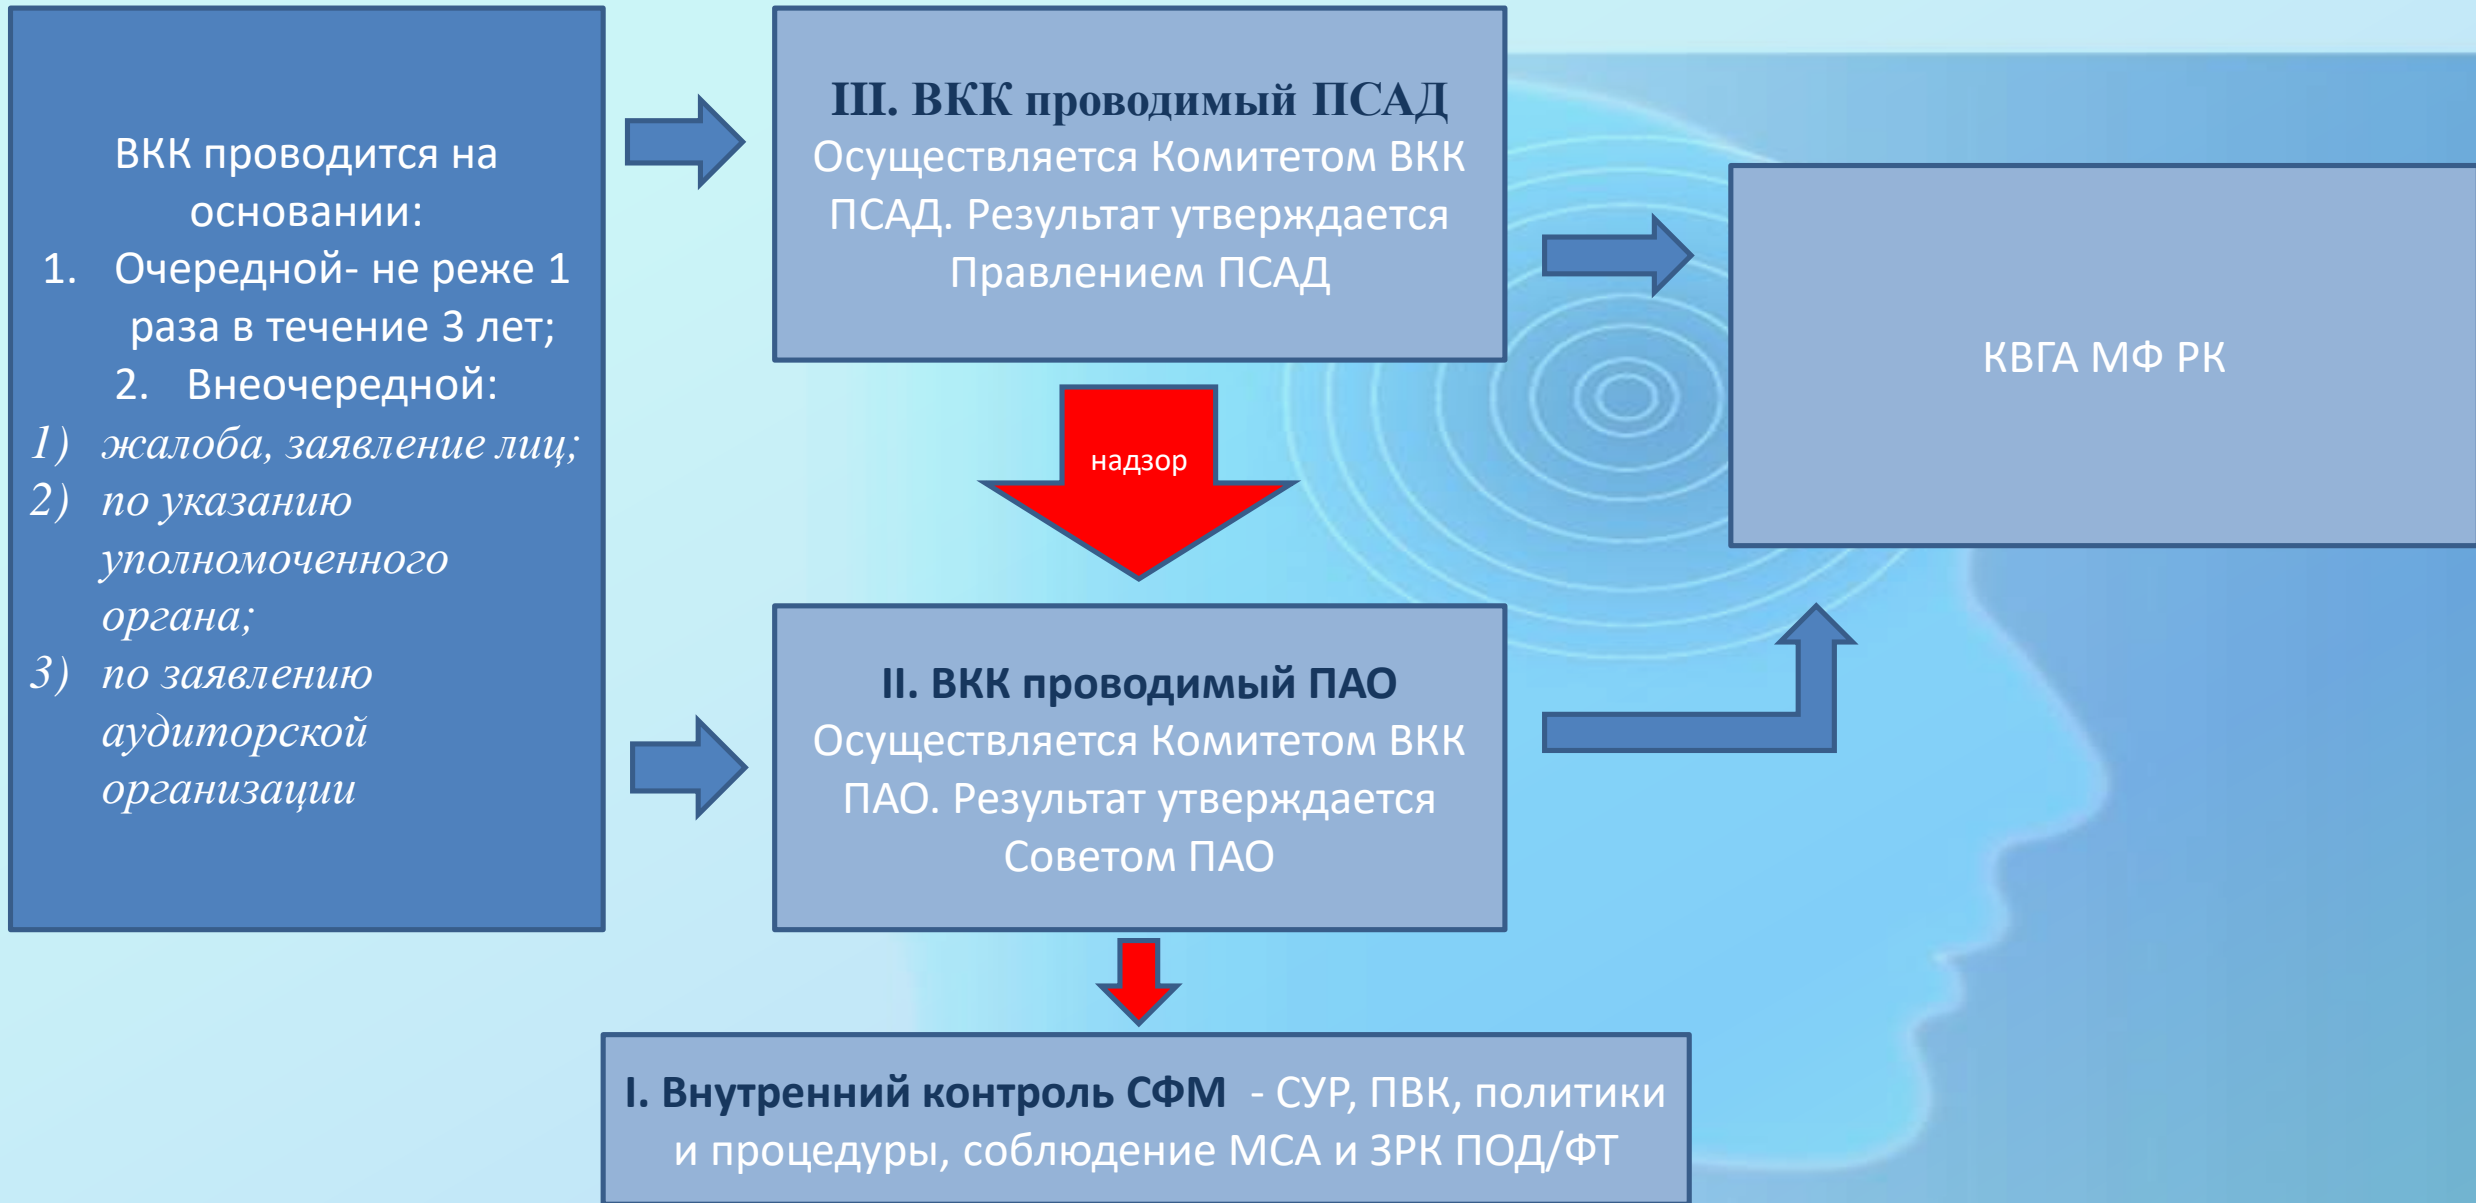 ВКК проводится на
основании:
1. Очередной- не реже 1
раза в течение 3 лет;
2. Внеочередной:
1) жалоба, заявление лиц;
2) по указанию
уполномоченного
органа;
3) по заявлению
аудиторской
организации
III. ВКК проводимый ПСАД
Осуществляется Комитетом ВКК
ПСАД. Результат утверждается
Правлением ПСАД
КВГА МФ РК
надзор
II. ВКК проводимый ПАО
Осуществляется Комитетом ВКК
ПАО. Результат утверждается
Советом ПАО
I. Внутренний контроль СФМ - СУР, ПВК, политики
и процедуры, соблюдение МСА и ЗРК ПОД/ФТ